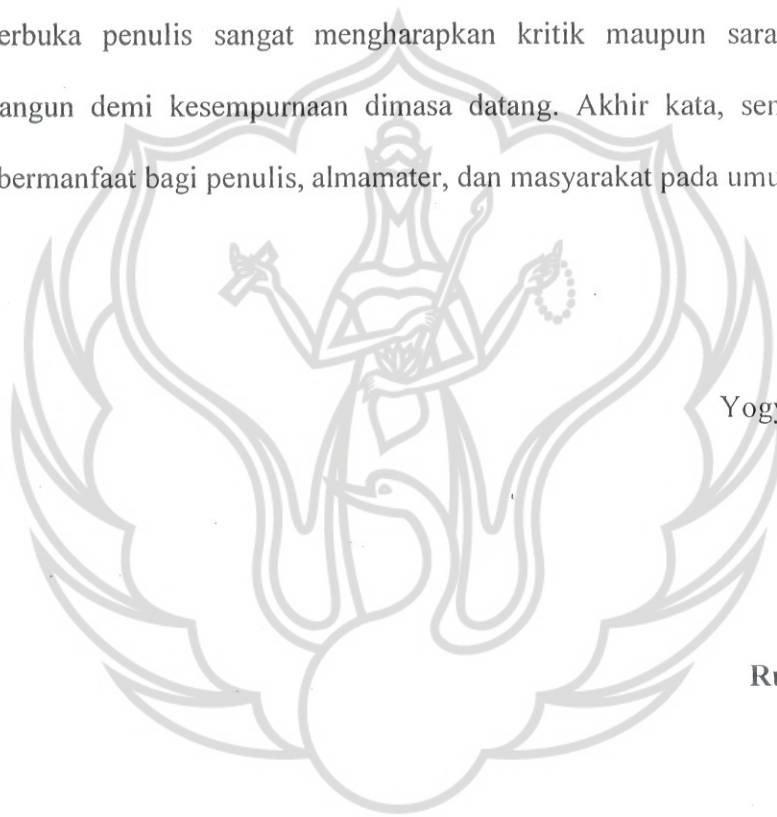 erbuka penulis sangat mengharapkan kritik maupun sara
angun demi kesempurnaan dimasa datang. Akhir kata, sen
bermanfaat bagi penulis, almamater, dan masyarakat pada umu
Yogy
Ru